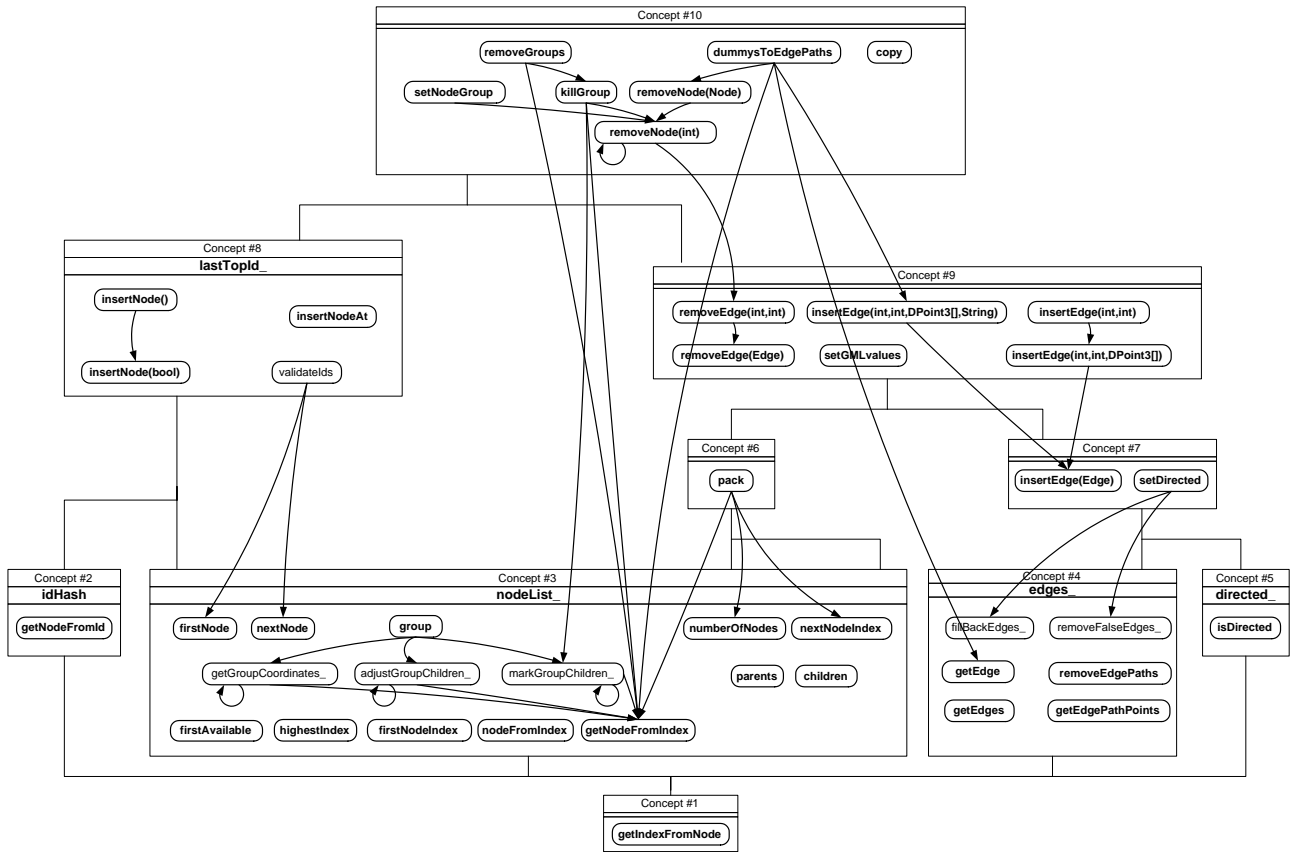 Concept #10
removeGroups
dummysToEdgePaths
copy
setNodeGroup
killGroup
removeNode(Node)
removeNode(int)
Concept #8
lastTopId_
insertNode()
insertNodeAt
insertNode(bool)
validateIds
Concept #9
removeEdge(int,int)
insertEdge(int,int,DPoint3[],String)
insertEdge(int,int)
removeEdge(Edge)
setGMLvalues
insertEdge(int,int,DPoint3[])
Concept #6
pack
Concept #7
insertEdge(Edge)
setDirected
Concept #2
idHash
getNodeFromId
Concept #3
nodeList_
firstNode
nextNode
group
numberOfNodes
nextNodeIndex
getGroupCoordinates_
adjustGroupChildren_
markGroupChildren_
parents
children
firstAvailable
highestIndex
firstNodeIndex
nodeFromIndex
getNodeFromIndex
Concept #4
edges_
fillBackEdges_
removeFalseEdges_
getEdge
removeEdgePaths
getEdges
getEdgePathPoints
Concept #5
directed_
isDirected
Concept #1
getIndexFromNode